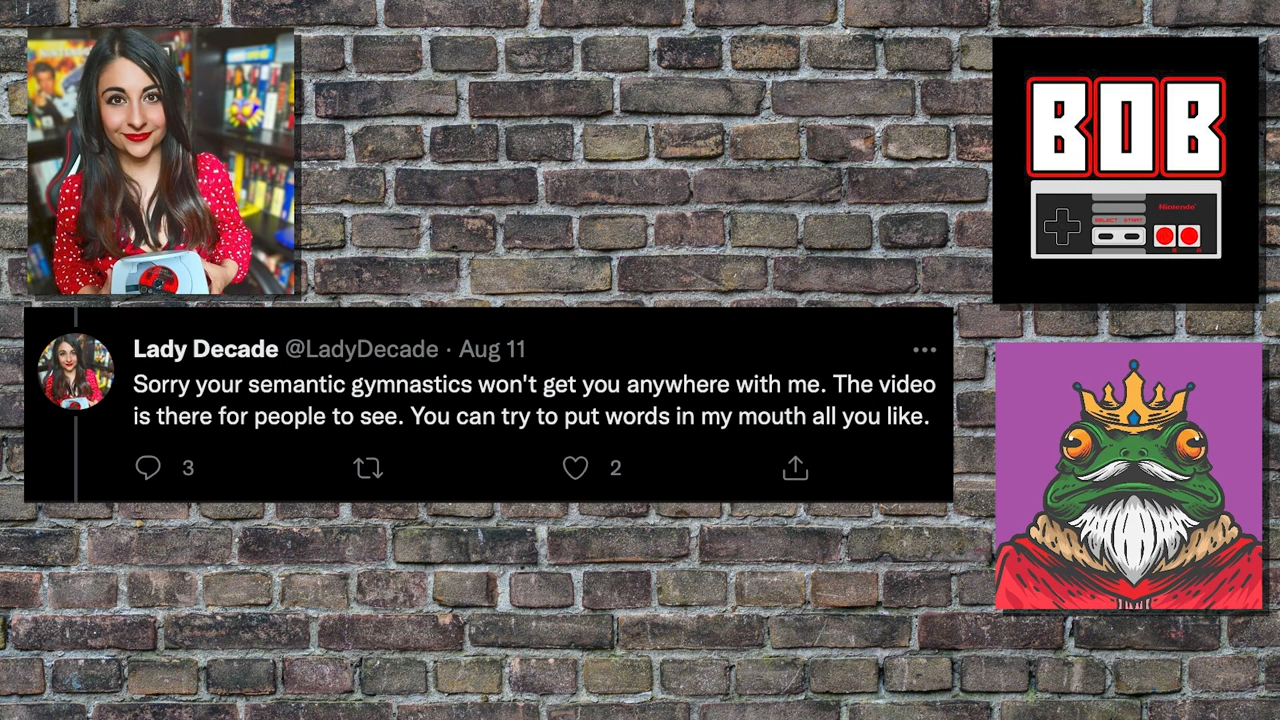 BOB
Nintendo
SELECT START
Lady Decade @LadyDecade · Aug 11
Sorry your semantic gymnastics won't get you anywhere with me. The video
is there for people to see. You can try to put words in my mouth all you like.
3
2